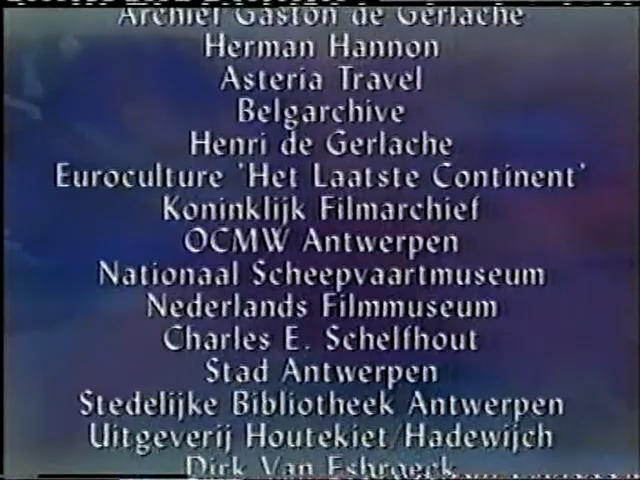 Archief Gaston de Gerlache
Herman Hannon
Asteria Travel
Belgarchive
Henri de Gerlache
Euroculture 'Het Laatste Continent'
Koninklijk Filmarchief
OCMW Antwerpen
Nationaal Scheepvaartmuseum
Nederlands Filmmuseum
Charles E. Schelfhout
Stad Antwerpen
Stedelijke Bibliotheek Antwerpen
Uitgeverij Houtekiet/Hadewijch
Dirk Van Esbroeck